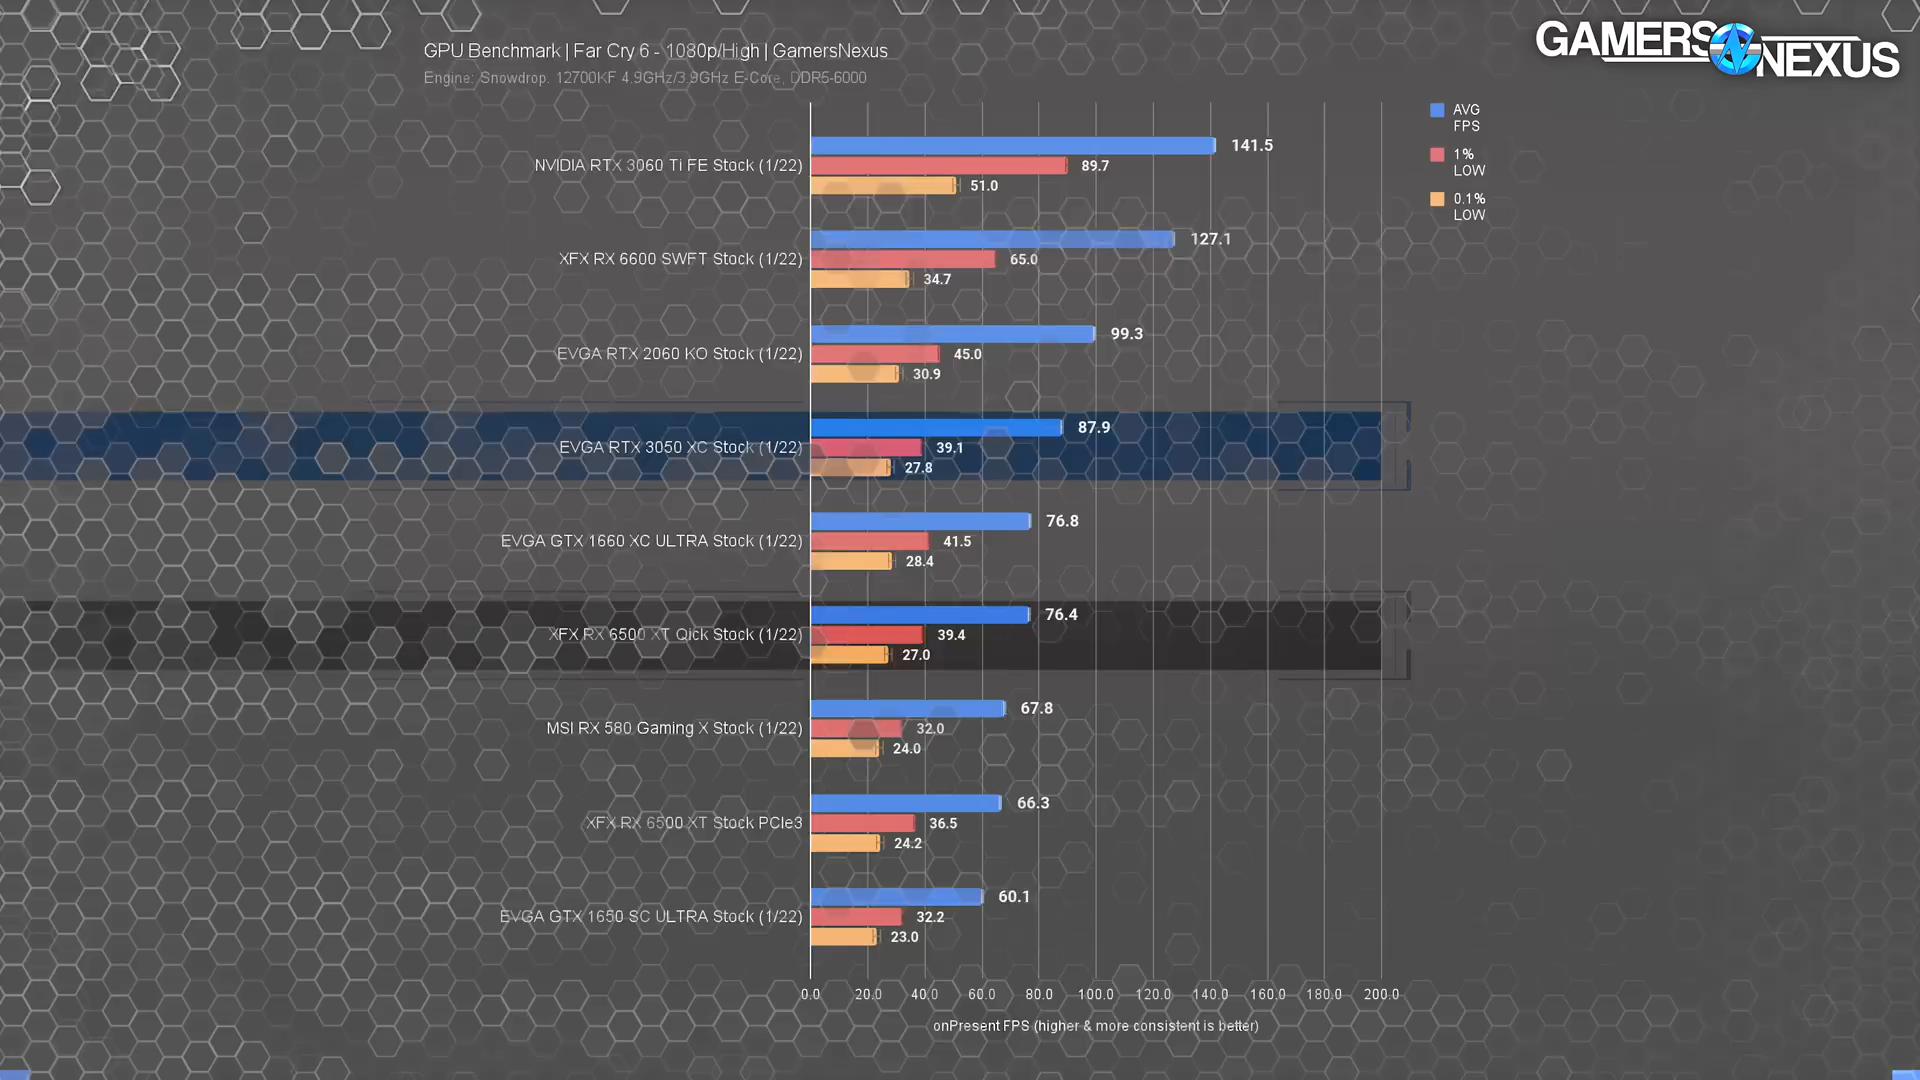 GAMERS NEXUS
GPU Benchmark | Far Cry 6 - 1080p/High | GamersNexus
Engine: Snowdrop. 12700KF 4.9GHz/3.9GHz E-Core, DDR5-6000
AVG
FPS
1%
LOW
0.1%
LOW
NVIDIA RTX 3060 Ti FE Stock (1/22)
141.5
89.7
51.0
XFX RX 6600 SWFT Stock (1/22)
127.1
65.0
34.7
EVGA RTX 2060 KO Stock (1/22)
99.3
45.0
30.9
EVGA RTX 3050 XC Stock (1/22)
87.9
39.1
27.8
EVGA GTX 1660 XC ULTRA Stock (1/22)
76.8
41.5
28.4
XFX RX 6500 XT Qick Stock (1/22)
76.4
39.4
27.0
MSI RX 580 Gaming X Stock (1/22)
67.8
32.0
24.0
XFX RX 6500 XT Stock PCIe3
66.3
36.5
24.2
EVGA GTX 1650 SC ULTRA Stock (1/22)
60.1
32.2
23.0
0.0 20.0 40.0 60.0 80.0 100.0 120.0 140.0 160.0 180.0 200.0
onPresent FPS (higher & more consistent is better)